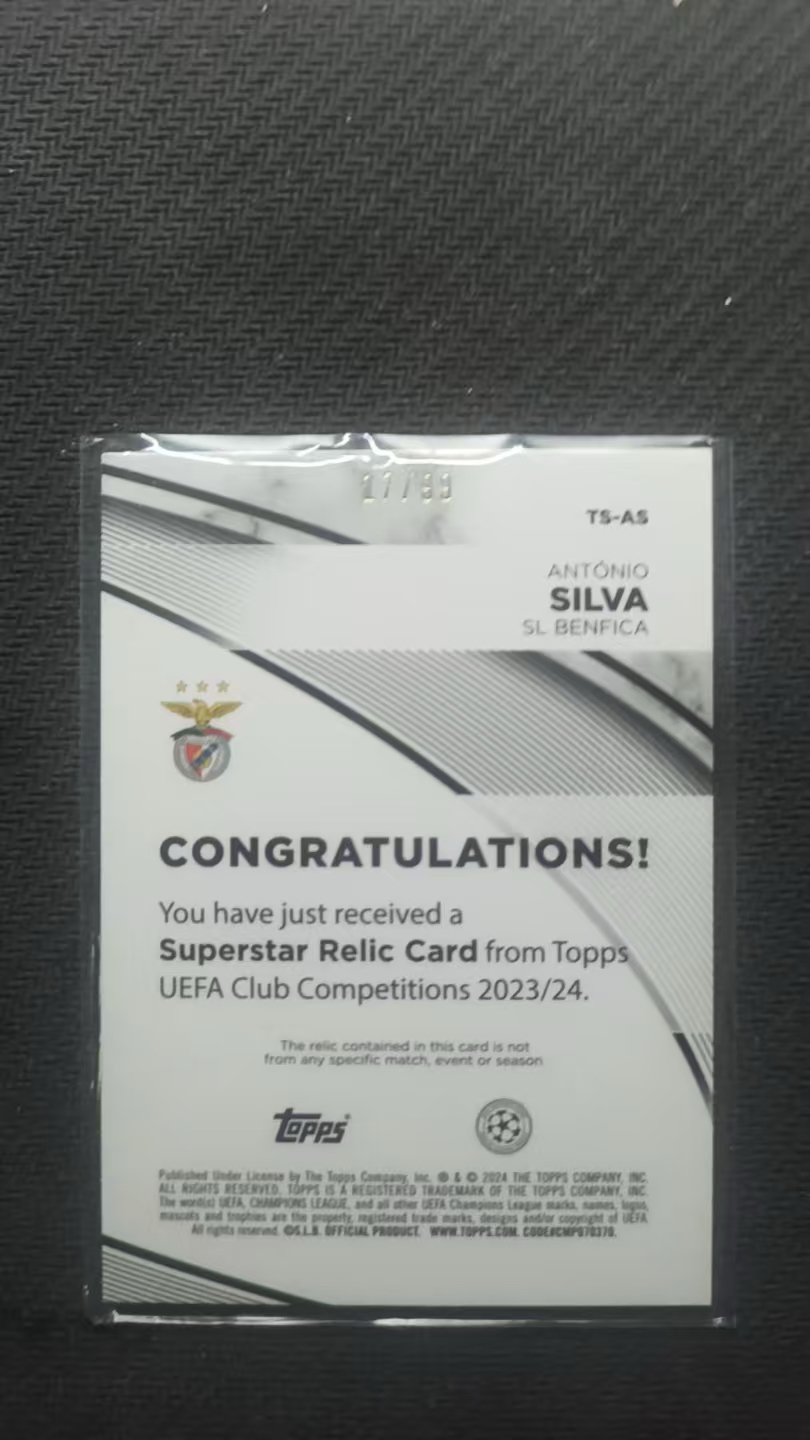 17/99
TS-AS
ANTÓNIO
SILVA
SL BENFICA
CONGRATULATIONS!
You have just received a
Superstar Relic Card from Topps
UEFA Club Competitions 2023/24.
The relic contained in this card is not
from any specific match, event or season
Topps
Published Under License by The Topps Company, Inc. ® & © 2024 THE TOPPS COMPANY, INC.
ALL RIGHTS RESERVED. TOPPS IS A REGISTERED TRADEMARK OF THE TOPPS COMPANY, INC.
The word(s) UEFA, CHAMPIONS LEAGUE, and all other UEFA Champions League marks, names, logos,
mascots and trophies are the property, registered trade marks, designs and/or copyright of UEFA
All rights reserved. ©S.L.B. OFFICIAL PRODUCT. WWW.TOPPS.COM. CODE#CMP070370.